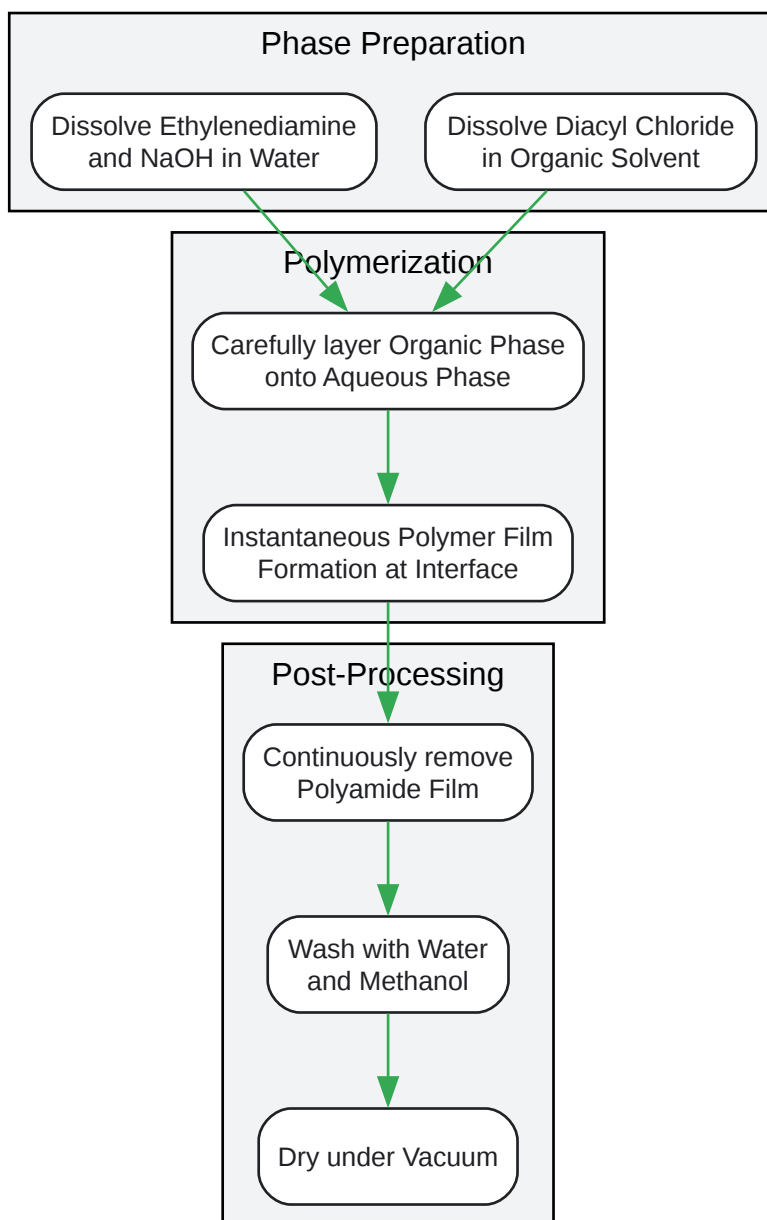 Phase Preparation
Dissolve Ethylenediamine
and NaOH in Water
Dissolve Diacyl Chloride
in Organic Solvent
Polymerization
Carefully layer Organic Phase
onto Aqueous Phase
Instantaneous Polymer Film
Formation at Interface
Post-Processing
Continuously remove
Polyamide Film
Wash with Water
and Methanol
Dry under Vacuum